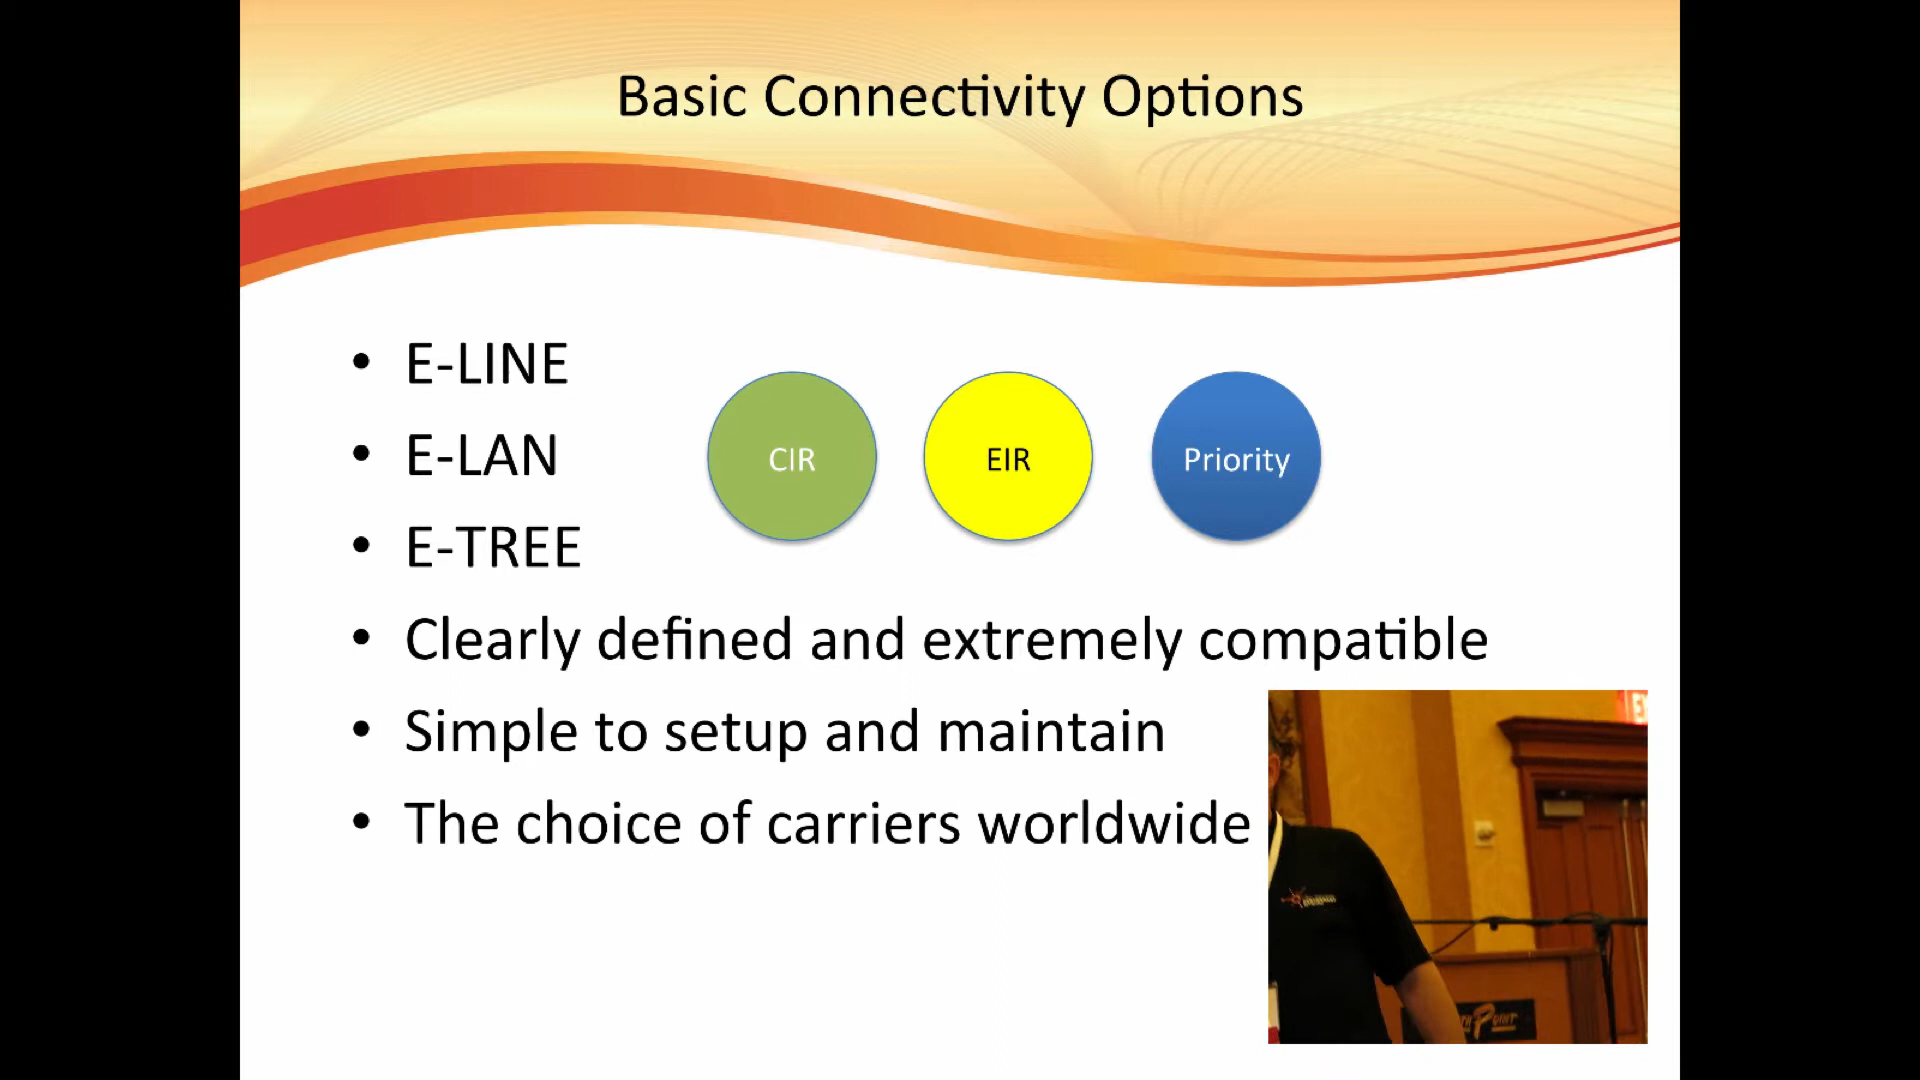 Basic Connectivity Options
• E-LINE
• E-LAN
• E-TREE
CIR
EIR
Priority
• Clearly defined and extremely compatible
• Simple to setup and maintain
• The choice of carriers worldwide